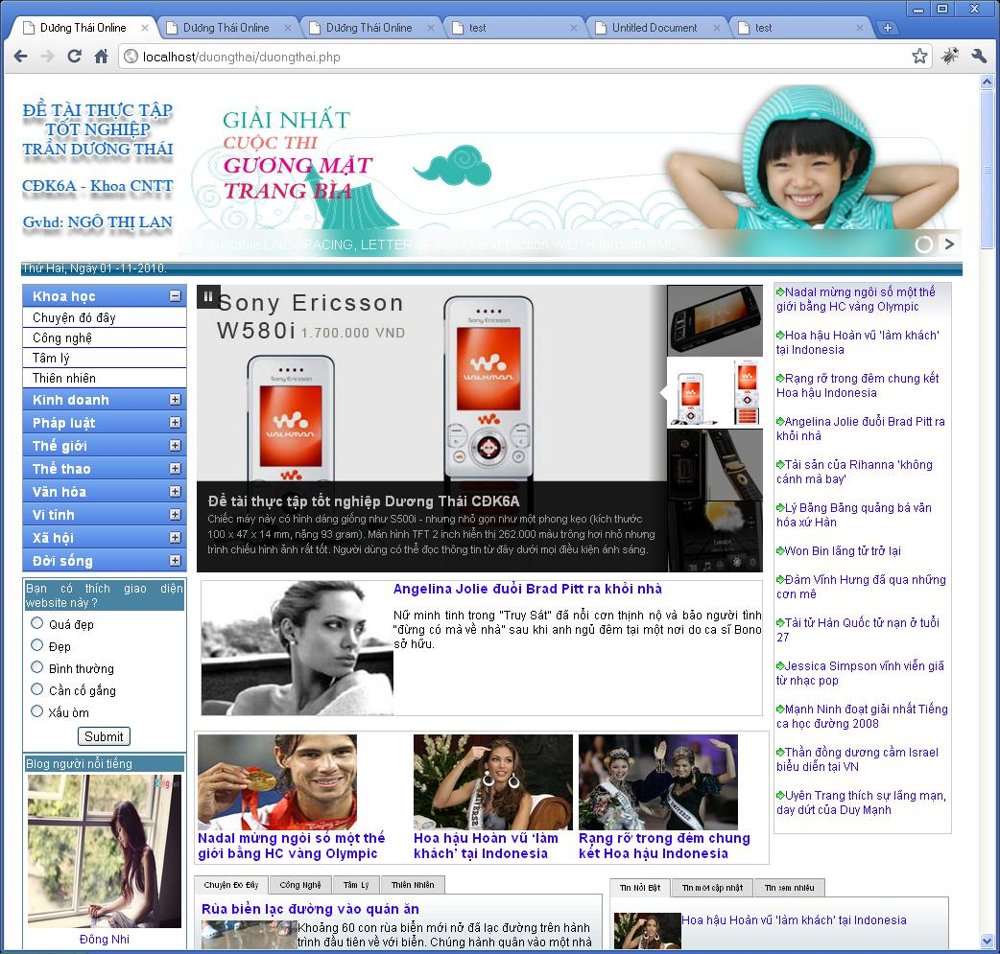 Dương Thái Online
Dương Thái Online
Dương Thái Online
test
Untitled Document
test
localhost/duongthai/duongthai.php
ĐỀ TÀI THỰC TẬP
TỐT NGHIỆP
TRẦN DƯƠNG THÁI
CĐK6A - Khoa CNTT
Gvhd: NGÔ THỊ LAN
GIẢI NHẤT
CUỘC THI
GƯƠNG MẶT
TRANG BÌA
Adjustable LINE SPACING, LETTER SPACING and caption WIDTH through XML
Thứ Hai, Ngày 01 -11-2010.
Khoa học
Chuyện đó đây
Công nghệ
Tâm lý
Thiên nhiên
Kinh doanh
Pháp luật
Thế giới
Thể thao
Văn hóa
Vi tính
Xã hội
Đời sống
Bạn có thích giao diện
website này ?
Quá đẹp
Đẹp
Bình thường
Cần cố gắng
Xấu òm
Submit
Blog người nổi tiếng
Đông Nhi
Sony Ericsson
W580i 1.700.000 VND
Sony Ericsson
Sony Ericsson
WALKMAN
WALKMAN
Đề tài thực tập tốt nghiệp Dương Thái CĐK6A
Chiếc máy này có hình dáng giống như S500i - nhưng nhỏ gọn như một phong kẹo (kích thước
100 x 47 x 14 mm, nặng 93 gram). Màn hình TFT 2 inch hiển thị 262.000 màu trông hơi nhỏ nhưng
trình chiếu hình ảnh rất tốt. Người dùng có thể đọc thông tin từ đây dưới mọi điều kiện ánh sáng.
London
Angelina Jolie đuổi Brad Pitt ra khỏi nhà
Nữ minh tinh trong "Truy Sát" đã nổi cơn thịnh nộ và bảo người tình
"đừng có mà về nhà" sau khi anh ngủ đêm tại một nơi do ca sĩ Bono
sở hữu.
Nadal mừng ngôi số một thế
giới bằng HC vàng Olympic
Hoa hậu Hoàn vũ 'làm
khách' tại Indonesia
Rạng rỡ trong đêm chung
kết Hoa hậu Indonesia
Chuyện Đó Đây
Công Nghệ
Tâm Lý
Thiên Nhiên
Rùa biển lạc đường vào quán ăn
Khoảng 60 con rùa biển mới nở đã lạc đường trên hành
trình đầu tiên về với biển. Chúng hành quân vào một nhà
Tin Nổi Bật
Tin mới cập nhật
Tin xem nhiều
Hoa hậu Hoàn vũ 'làm khách' tại Indonesia
Nadal mừng ngôi số một thế
giới bằng HC vàng Olympic
Hoa hậu Hoàn vũ 'làm khách'
tại Indonesia
Rạng rỡ trong đêm chung kết
Hoa hậu Indonesia
Angelina Jolie đuổi Brad Pitt ra
khỏi nhà
Tài sản của Rihanna 'không
cánh mà bay'
Lý Băng Băng quảng bá văn
hóa xứ Hàn
Won Bin lãng tử trở lại
Đàm Vĩnh Hưng đã qua những
cơn mê
Tài tử Hàn Quốc tử nạn ở tuổi
27
Jessica Simpson vĩnh viễn giã
từ nhạc pop
Mạnh Ninh đoạt giải nhất Tiếng
ca học đường 2008
Thần đồng dương cầm Israel
biểu diễn tại VN
Uyên Trang thích sự lãng mạn,
day dứt của Duy Mạnh